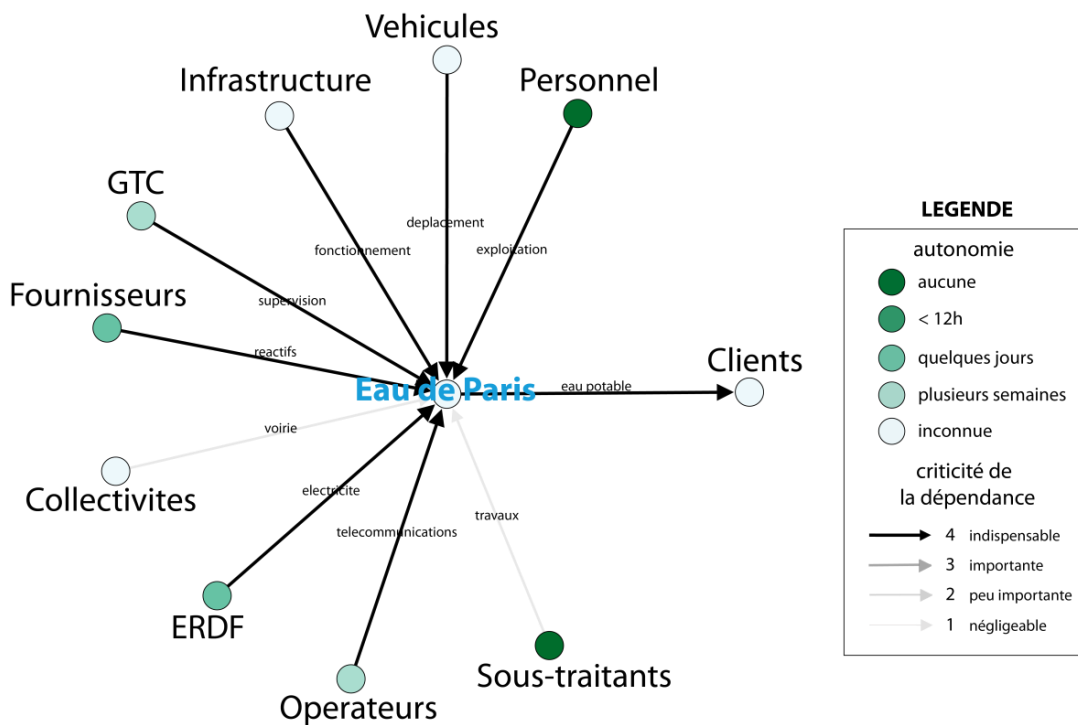 Vehicules
Infrastructure
Personnel
GTC
deplacement
fonctionnement
exploitation
Fournisseurs
supervision
reactifs
Clients
Eau de Paris
eau potable
voirie
Collectivites
electricite
travaux
telecommunications
ERDF
Sous-traitants
Operateurs
LEGENDE
autonomie
aucune
< 12h
quelques jours
plusieurs semaines
inconnue
criticité de
la dépendance
4 indispensable
3 importante
2 peu importante
1 négligeable